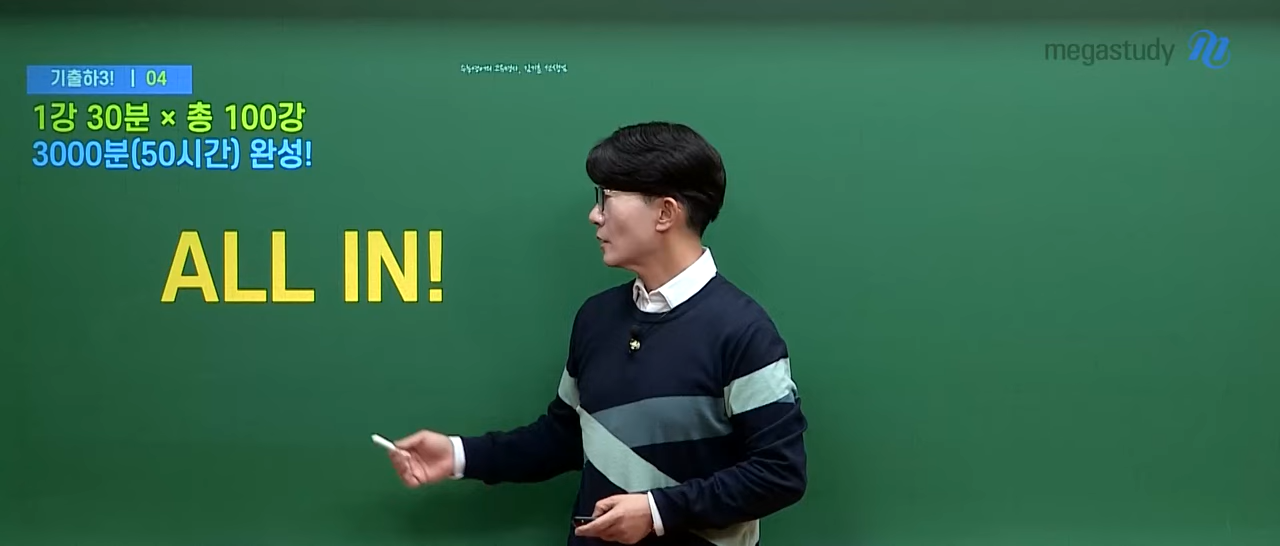 megastudy
기출하3! | 04
1강 30분 × 총 100강
3000분(50시간) 완성!
ALL IN!